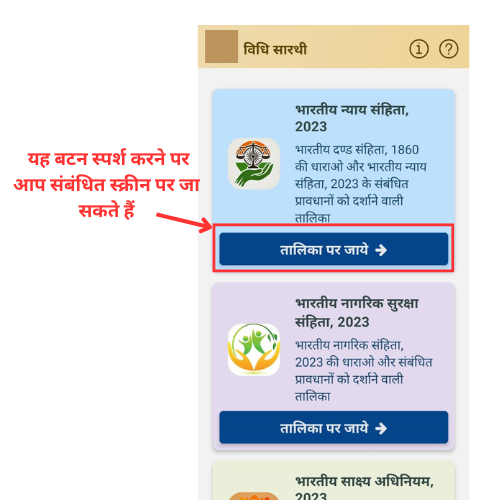 विधि सारथी
भारतीय न्याय संहिता,
2023
भारतीय दण्ड संहिता, 1860
की धाराओ और भारतीय न्याय
संहिता, 2023 के संबंधित
प्रावधानों को दर्शाने वाली
तालिका
यह बटन स्पर्श करने पर
आप संबंधित स्क्रीन पर जा
सकते हैं
तालिका पर जाये
भारतीय नागरिक सुरक्षा
संहिता, 2023
भारतीय नागरिक संहिता,
2023 की धाराओ और संबंधित
प्रावधानों को दर्शाने वाली
तालिका
तालिका पर जाये
भारतीय साक्ष्य अधिनियम,
2023